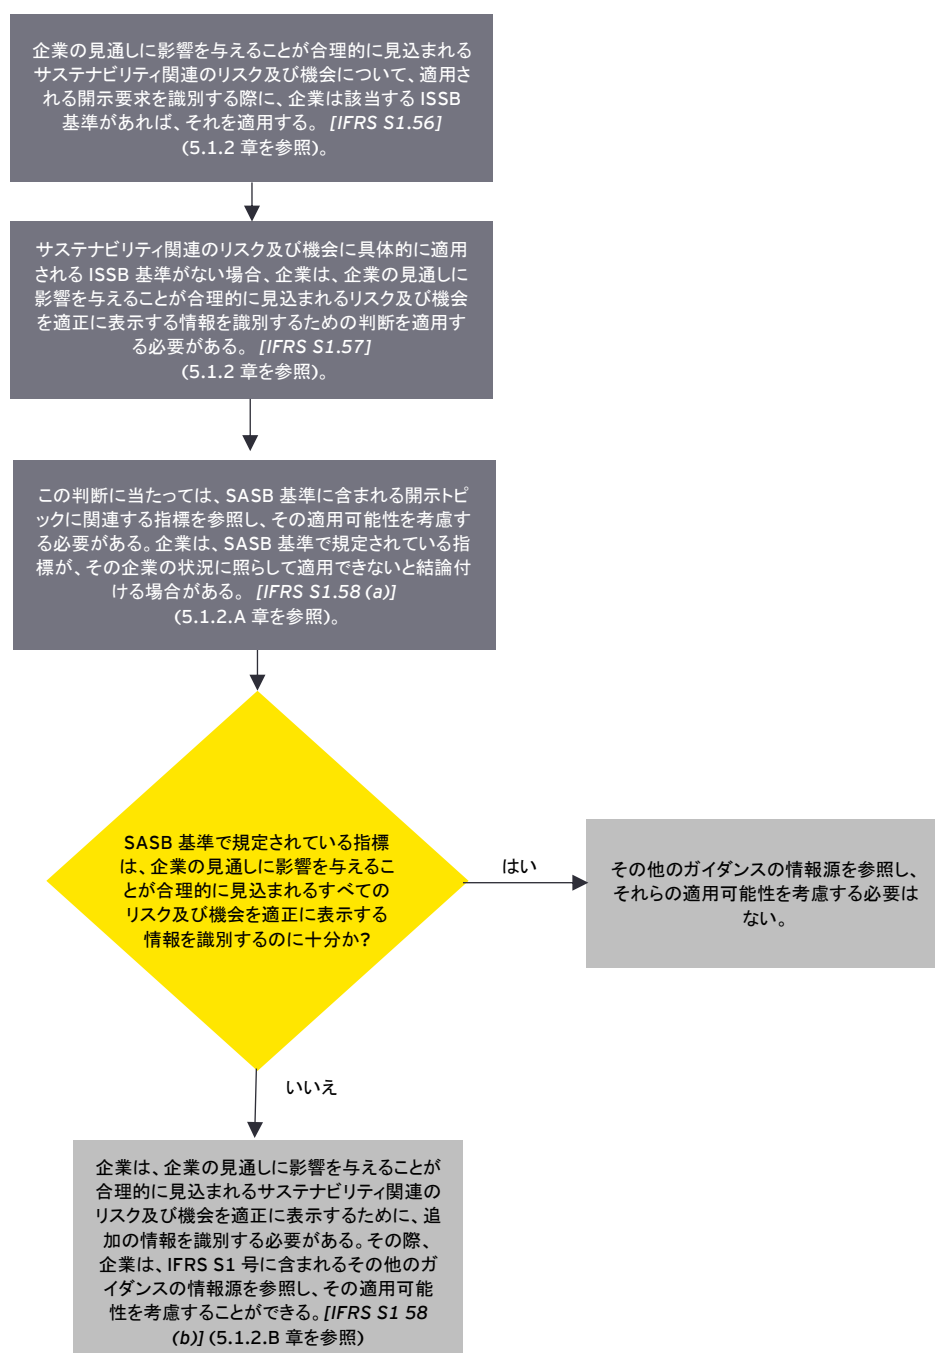 企業の見通しに影響を与えることが合理的に見込まれる
サステナビリティ関連のリスク及び機会について、適用さ
れる開示要求を識別する際に、企業は該当する ISSB
基準があれば、それを適用する。 [IFRS S1.56]
(5.1.2 章を参照)。
サステナビリティ関連のリスク及び機会に具体的に適用
される ISSB 基準がない場合、企業は、企業の見通しに
影響を与えることが合理的に見込まれるリスク及び機会
を適正に表示する情報を識別するための判断を適用す
る必要がある。 [IFRS S1.57]
(5.1.2 章を参照)。
この判断に当たっては、SASB 基準に含まれる開示トピ
ックに関連する指標を参照し、その適用可能性を考慮す
る必要がある。企業は、SASB 基準で規定されている指
標が、その企業の状況に照らして適用できないと結論付
ける場合がある。 [IFRS S1.58 (a)]
(5.1.2.A 章を参照)。
SASB 基準で規定されている指標
は、企業の見通しに影響を与えるこ
とが合理的に見込まれるすべての
リスク及び機会を適正に表示する
情報を識別するのに十分か?
はい
その他のガイダンスの情報源を参照し、
それらの適用可能性を考慮する必要は
ない。
いいえ
企業は、企業の見通しに影響を与えることが
合理的に見込まれるサステナビリティ関連の
リスク及び機会を適正に表示するために、追
加の情報を識別する必要がある。その際、
企業は、IFRS S1 号に含まれるその他のガ
イダンスの情報源を参照し、その適用可能
性を考慮することができる。[IFRS S1 58
(b)] (5.1.2.B 章を参照)